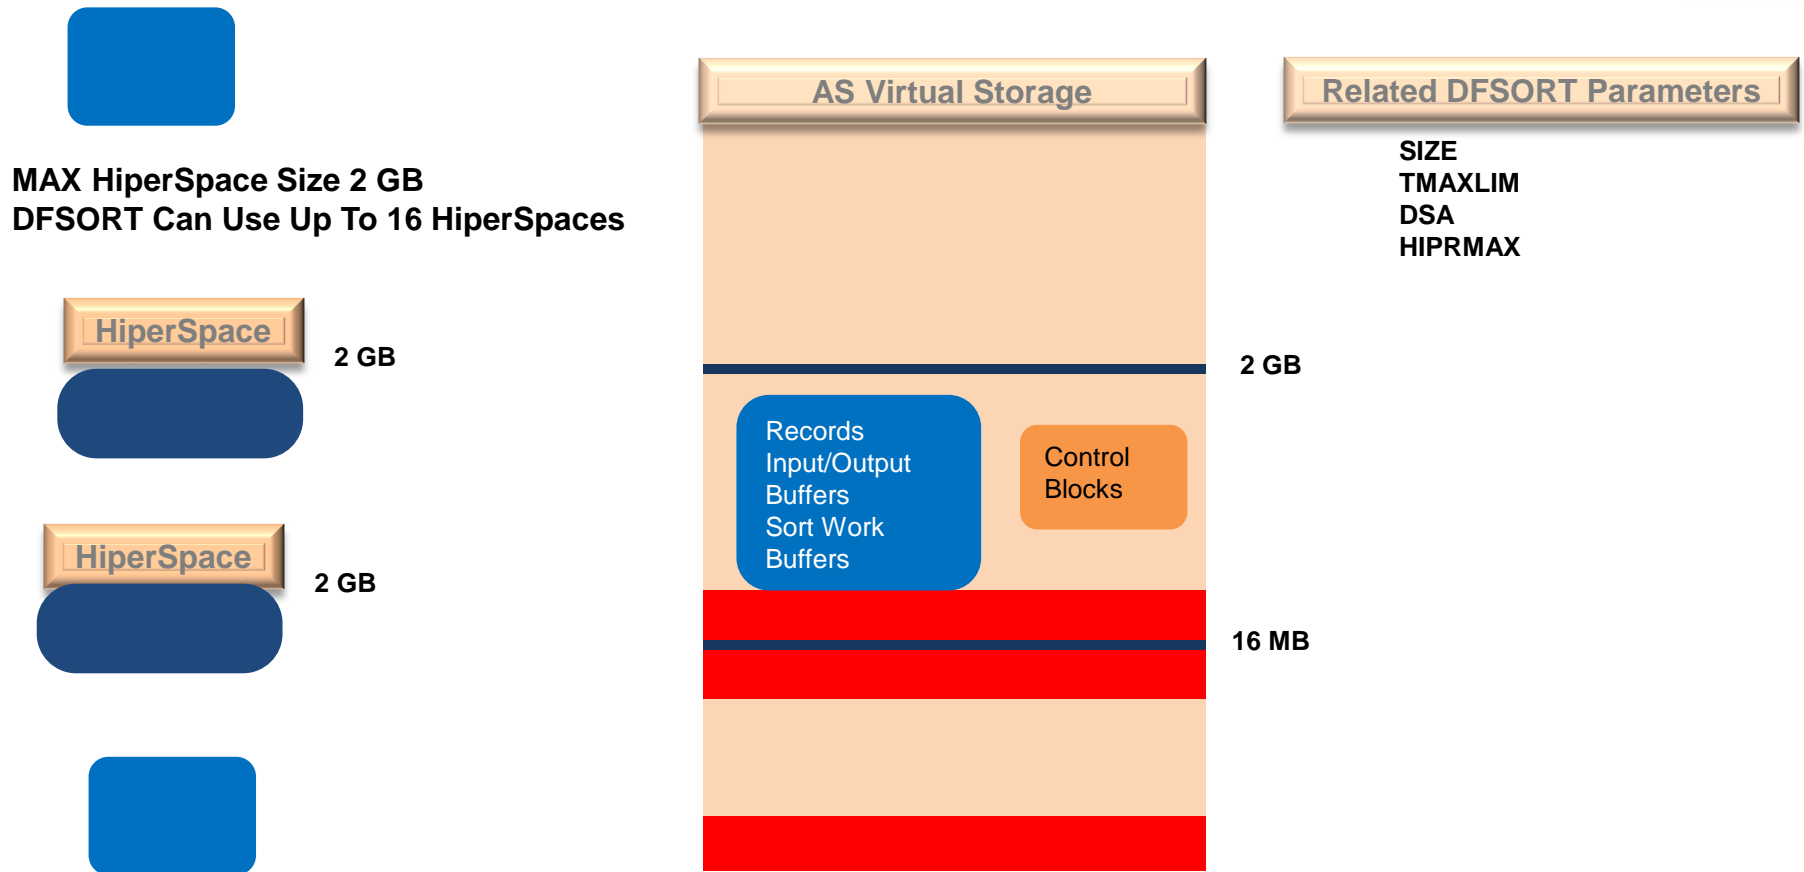 AS Virtual Storage
Related DFSORT Parameters
SIZE
TMAXLIM
DSA
HIPRMAX
MAX HiperSpace Size 2 GB
DFSORT Can Use Up To 16 HiperSpaces
HiperSpace
2 GB
2 GB
Records
Input/Output
Buffers
Sort Work
Buffers
Control
Blocks
HiperSpace
2 GB
16 MB